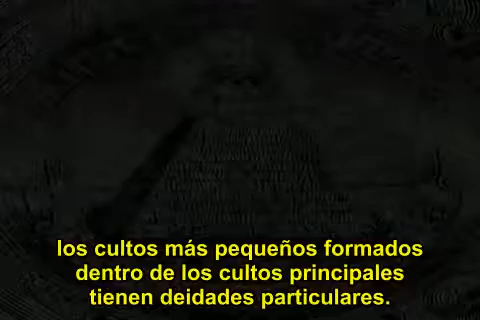 los cultos más pequeños formados
dentro de los cultos principales
tienen deidades particulares.